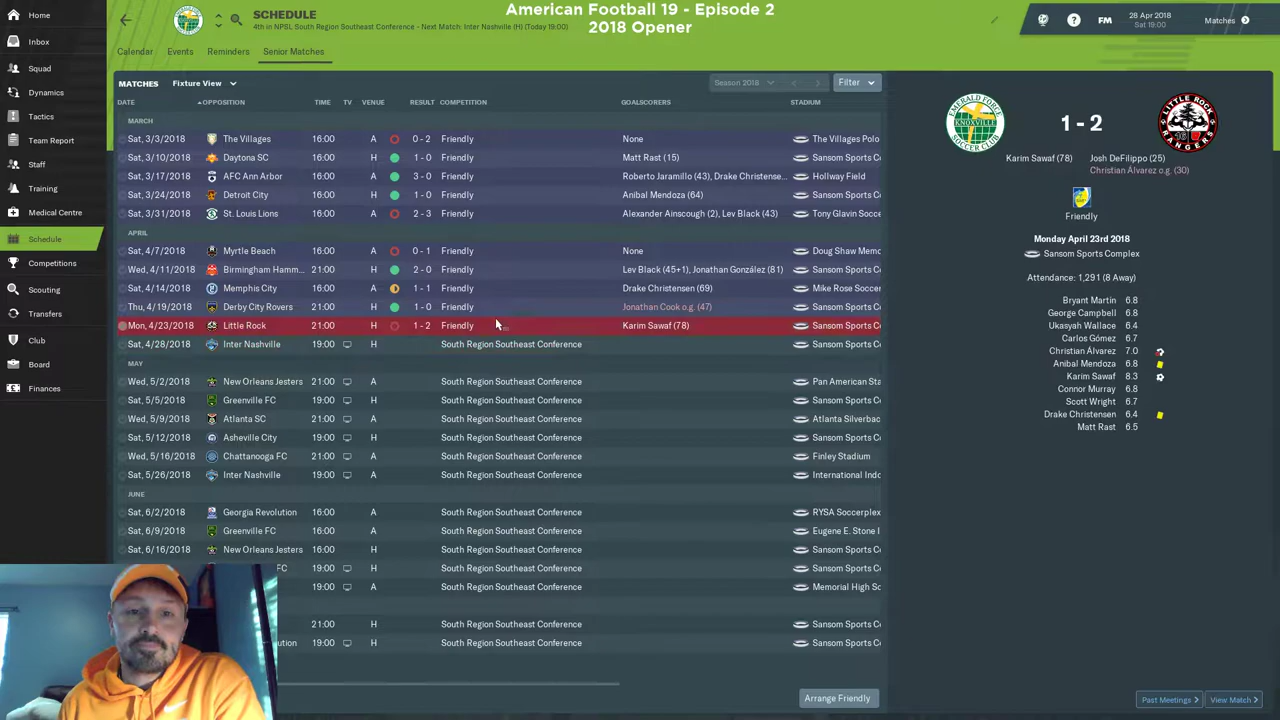 SCHEDULE
4th in NPSL South Region Southeast Conference - Next Match: Inter Nashville (H) (Today 19:00)
American Football 19 - Episode 2
2018 Opener
? FM 28 Apr 2018 Sat 19:00 Matches
Home
Inbox
Squad
Dynamics
Tactics
Team Report
Staff
Training
Medical Centre
Schedule
Competitions
Scouting
Transfers
Club
Board
Finances
Calendar Events Reminders Senior Matches
MATCHES Fixture View Season 2018 Filter
DATE OPPOSITION TIME TV VENUE RESULT COMPETITION GOALSCORERS STADIUM
MARCH
Sat, 3/3/2018 The Villages 16:00 A 0 - 2 Friendly None The Villages Polo
Sat, 3/10/2018 Daytona SC 16:00 H 1 - 0 Friendly Matt Rast (15) Sansom Sports C
Sat, 3/17/2018 AFC Ann Arbor 16:00 A 3 - 0 Friendly Roberto Jaramillo (43), Drake Christense... Hollway Field
Sat, 3/24/2018 Detroit City 16:00 H 1 - 0 Friendly Aníbal Mendoza (64) Sansom Sports C
Sat, 3/31/2018 St. Louis Lions 16:00 A 2 - 3 Friendly Alexander Ainscough (2), Lev Black (43) Tony Glavin Socce
APRIL
Sat, 4/7/2018 Myrtle Beach 16:00 A 0 - 1 Friendly None Doug Shaw Memo
Wed, 4/11/2018 Birmingham Hamm... 21:00 H 2 - 0 Friendly Lev Black (45+1), Jonathan González (81) Sansom Sports C
Sat, 4/14/2018 Memphis City 16:00 A 1 - 1 Friendly Drake Christensen (69) Mike Rose Soccer
Thu, 4/19/2018 Derby City Rovers 21:00 H 1 - 0 Friendly Jonathan Cook o.g. (47) Sansom Sports C
Mon, 4/23/2018 Little Rock 21:00 H 1 - 2 Friendly Karim Sawaf (78) Sansom Sports C
Sat, 4/28/2018 Inter Nashville 19:00 H South Region Southeast Conference Sansom Sports C
MAY
Wed, 5/2/2018 New Orleans Jesters 21:00 A South Region Southeast Conference Pan American Sta
Sat, 5/5/2018 Greenville FC 19:00 H South Region Southeast Conference Sansom Sports C
Wed, 5/9/2018 Atlanta SC 21:00 A South Region Southeast Conference Atlanta Silverbac
Sat, 5/12/2018 Asheville City 19:00 H South Region Southeast Conference Sansom Sports C
Wed, 5/16/2018 Chattanooga FC 21:00 A South Region Southeast Conference Finley Stadium
Sat, 5/26/2018 Inter Nashville 19:00 A South Region Southeast Conference International Indo
JUNE
Sat, 6/2/2018 Georgia Revolution 16:00 A South Region Southeast Conference RYSA Soccerplex
Sat, 6/9/2018 Greenville FC 16:00 A South Region Southeast Conference Eugene E. Stone I
Sat, 6/16/2018 New Orleans Jesters 16:00 H South Region Southeast Conference Sansom Sports C
FC 19:00 H South Region Southeast Conference Sansom Sports C
19:00 A South Region Southeast Conference Memorial High Sc
21:00 H South Region Southeast Conference Sansom Sports C
ution 19:00 H South Region Southeast Conference Sansom Sports C
Arrange Friendly
EMERALD FORCE
KNOXVILLE
SOCCER CLUB
1 - 2
LITTLE ROCK
RANGERS
Karim Sawaf (78) Josh DeFilippo (25)
Christian Álvarez o.g. (30)
Friendly
Monday April 23rd 2018
Sansom Sports Complex
Attendance: 1,291 (8 Away)
Bryant Martin 6.8
George Campbell 6.8
Ukasyah Wallace 6.4
Carlos Gómez 6.7
Christian Álvarez 7.0
Anibal Mendoza 6.8
Karim Sawaf 8.3
Connor Murray 6.8
Scott Wright 6.7
Drake Christensen 6.4
Matt Rast 6.5
Past Meetings View Match